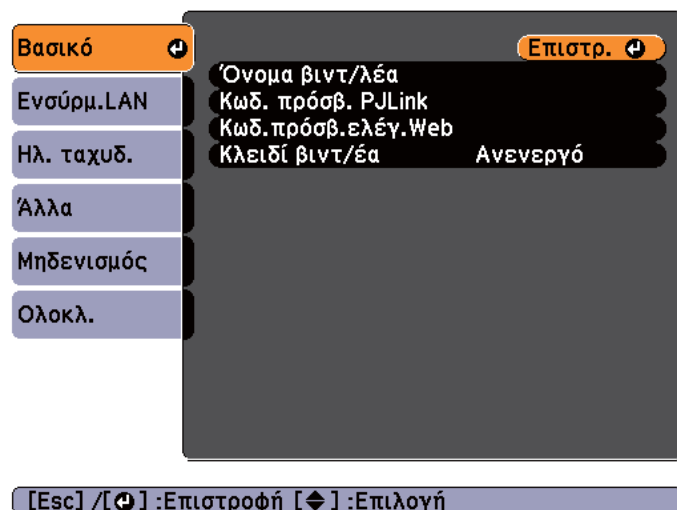 Βασικό
Ενσύρμ.LAN
Ηλ. ταχυδ.
Άλλα
Μηδενισμός
Ολοκλ.
Επιστρ.
Όνομα βιντ/λέα
Κωδ. πρόσβ. PJLink
Κωδ.πρόσβ.ελέγ.Web
Κλειδί βιντ/έα Ανενεργό
[Esc] /[ ] :Επιστροφή [ ] :Επιλογή